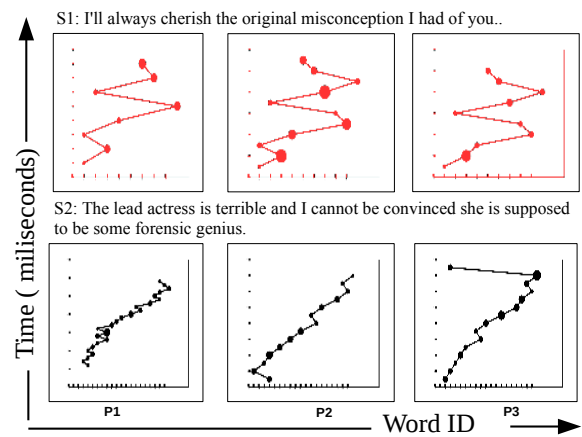 S1: I'll always cherish the original misconception I had of you..
S2: The lead actress is terrible and I cannot be convinced she is supposed
to be some forensic genius.
Time ( miliseconds)
P1
P2
P3
Word ID